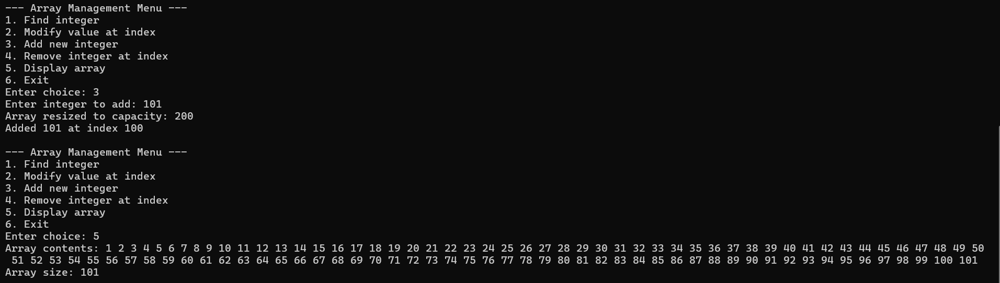 --- Array Management Menu ---
1. Find integer
2. Modify value at index
3. Add new integer
4. Remove integer at index
5. Display array
6. Exit
Enter choice: 3
Enter integer to add: 101
Array resized to capacity: 200
Added 101 at index 100

--- Array Management Menu ---
1. Find integer
2. Modify value at index
3. Add new integer
4. Remove integer at index
5. Display array
6. Exit
Enter choice: 5
Array contents: 1 2 3 4 5 6 7 8 9 10 11 12 13 14 15 16 17 18 19 20 21 22 23 24 25 26 27 28 29 30 31 32 33 34 35 36 37 38 39 40 41 42 43 44 45 46 47 48 49 50
 51 52 53 54 55 56 57 58 59 60 61 62 63 64 65 66 67 68 69 70 71 72 73 74 75 76 77 78 79 80 81 82 83 84 85 86 87 88 89 90 91 92 93 94 95 96 97 98 99 100 101
Array size: 101